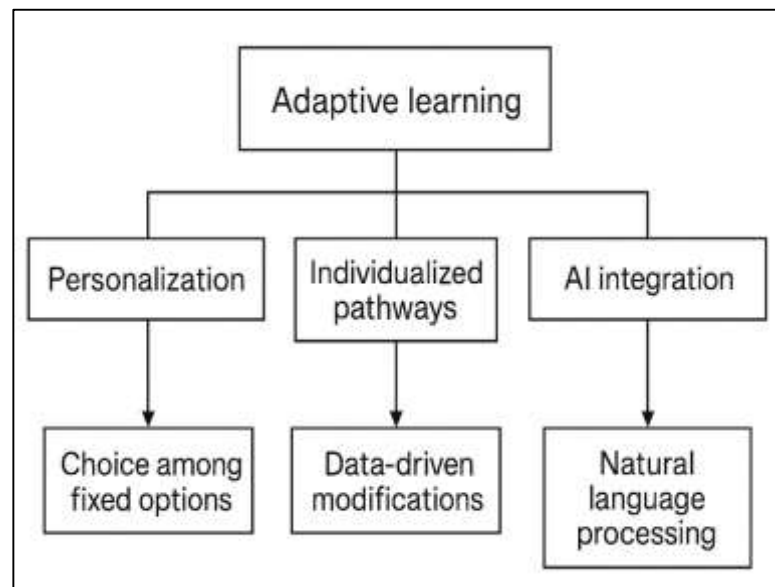 Adaptive learning
Personalization
Individualized
pathways
AI integration
Choice among
fixed options
Data-driven
modifications
Natural
language
processing